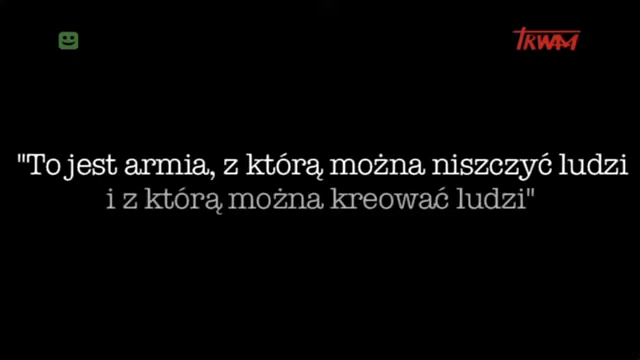 TRWAM
"To jest armia, z którą można niszczyć ludzi
i z którą można kreować ludzi"